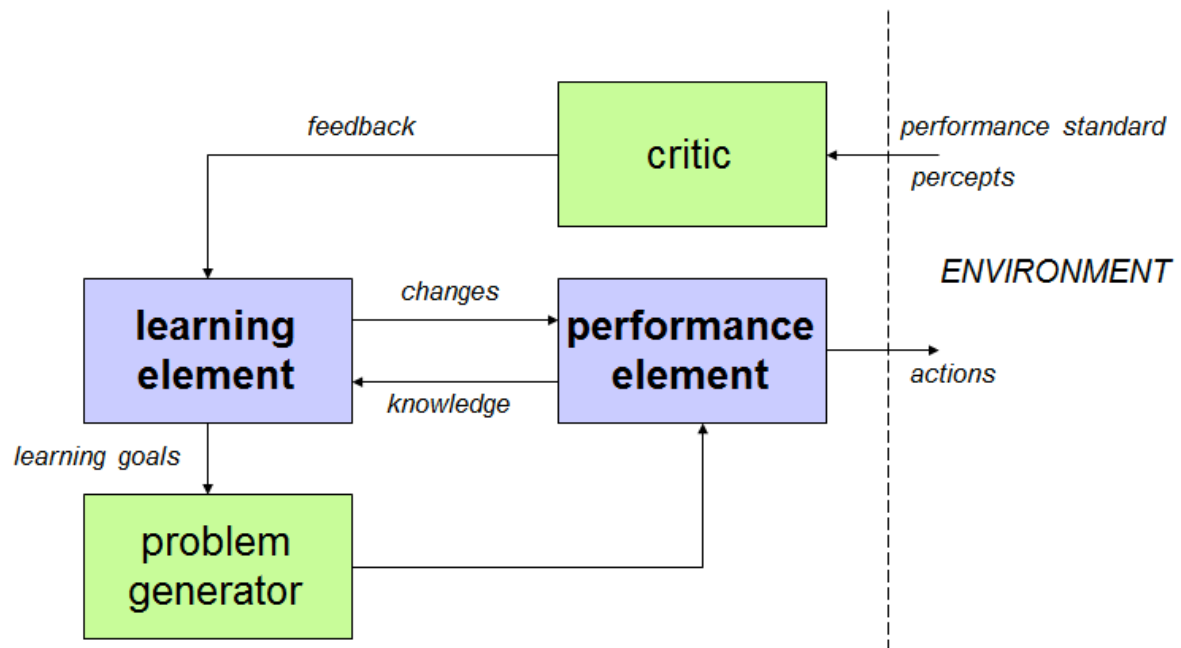 feedback
critic
performance standard
percepts
ENVIRONMENT
learning
element
changes
knowledge
performance
element
actions
learning goals
problem
generator